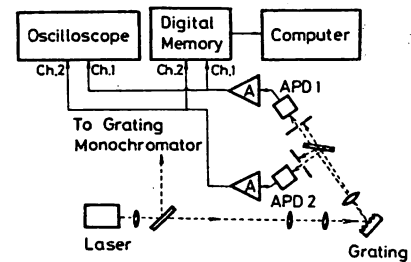 Oscilloscope
Digital
Memory
Computer
Ch.2
Ch.1
Ch.2
Ch.1
A
APD 1
To Grating
Monochromator
A
APD 2
Laser
Grating